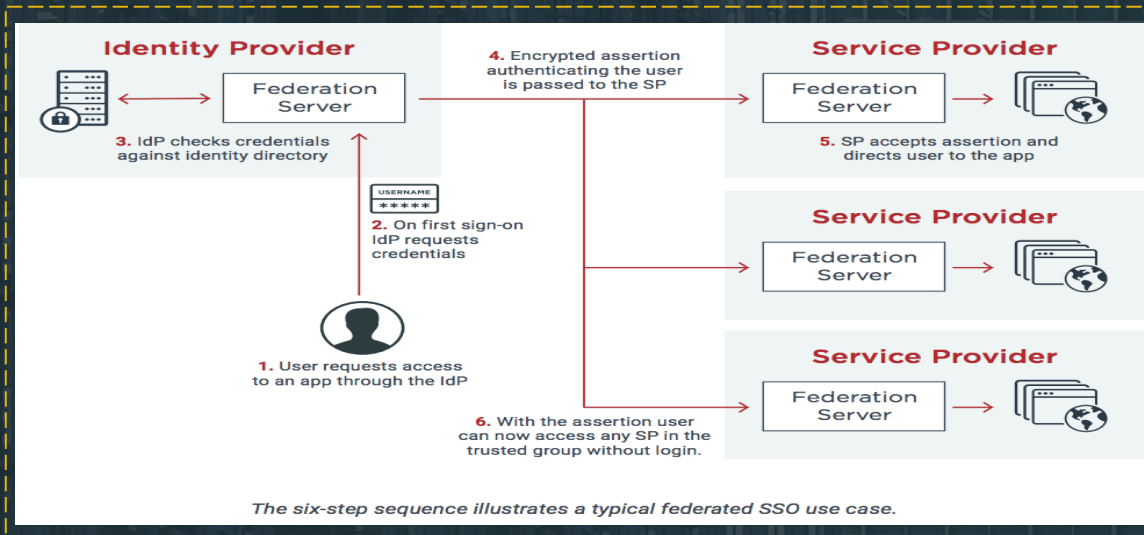 Identity Provider
Federation
Server
3. IdP checks credentials
against identity directory
USERNAME
*****
2. On first sign-on
IdP requests
credentials
1. User requests access
to an app through the IdP
4. Encrypted assertion
authenticating the user
is passed to the SP
Service Provider
Federation
Server
5. SP accepts assertion and
directs user to the app
Service Provider
Federation
Server
Service Provider
Federation
Server
6. With the assertion user
can now access any SP in the
trusted group without login.
The six-step sequence illustrates a typical federated SSO use case.